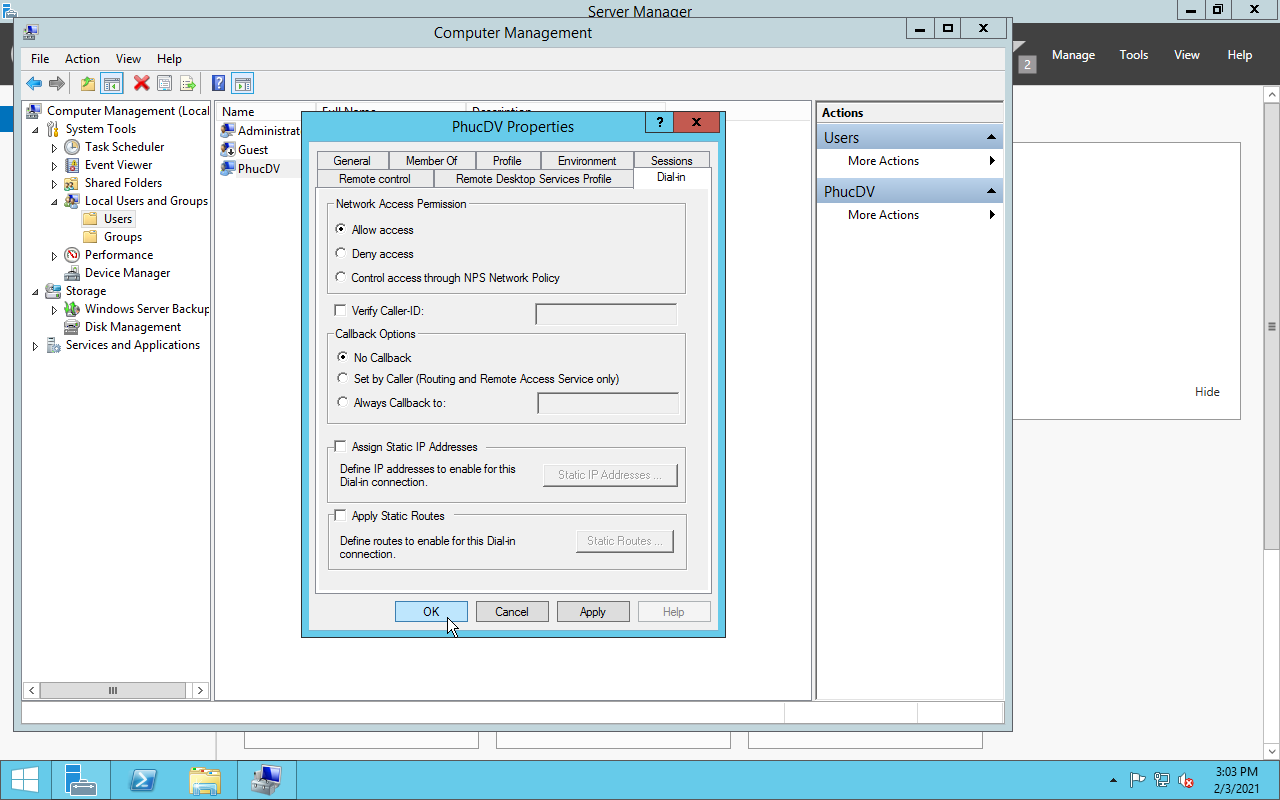 Server Manager
Computer Management
File Action View Help
2 Manage Tools View Help
Computer Management (Local
System Tools
Task Scheduler
Event Viewer
Shared Folders
Local Users and Groups
Users
Groups
Performance
Device Manager
Storage
Windows Server Backup
Disk Management
Services and Applications
Name Full Name Description
Administrat
Guest
PhucDV
PhucDV Properties
?
General Member Of Profile Environment Sessions
Remote control Remote Desktop Services Profile Dial-in
Network Access Permission
Allow access
Deny access
Control access through NPS Network Policy
Verify Caller-ID:
Callback Options
No Callback
Set by Caller (Routing and Remote Access Service only)
Always Callback to:
Assign Static IP Addresses
Define IP addresses to enable for this
Dial-in connection.
Static IP Addresses ...
Apply Static Routes
Define routes to enable for this Dial-in
connection.
Static Routes ...
OK Cancel Apply Help
Actions
Users
More Actions
PhucDV
More Actions
Hide
3:03 PM
2/3/2021